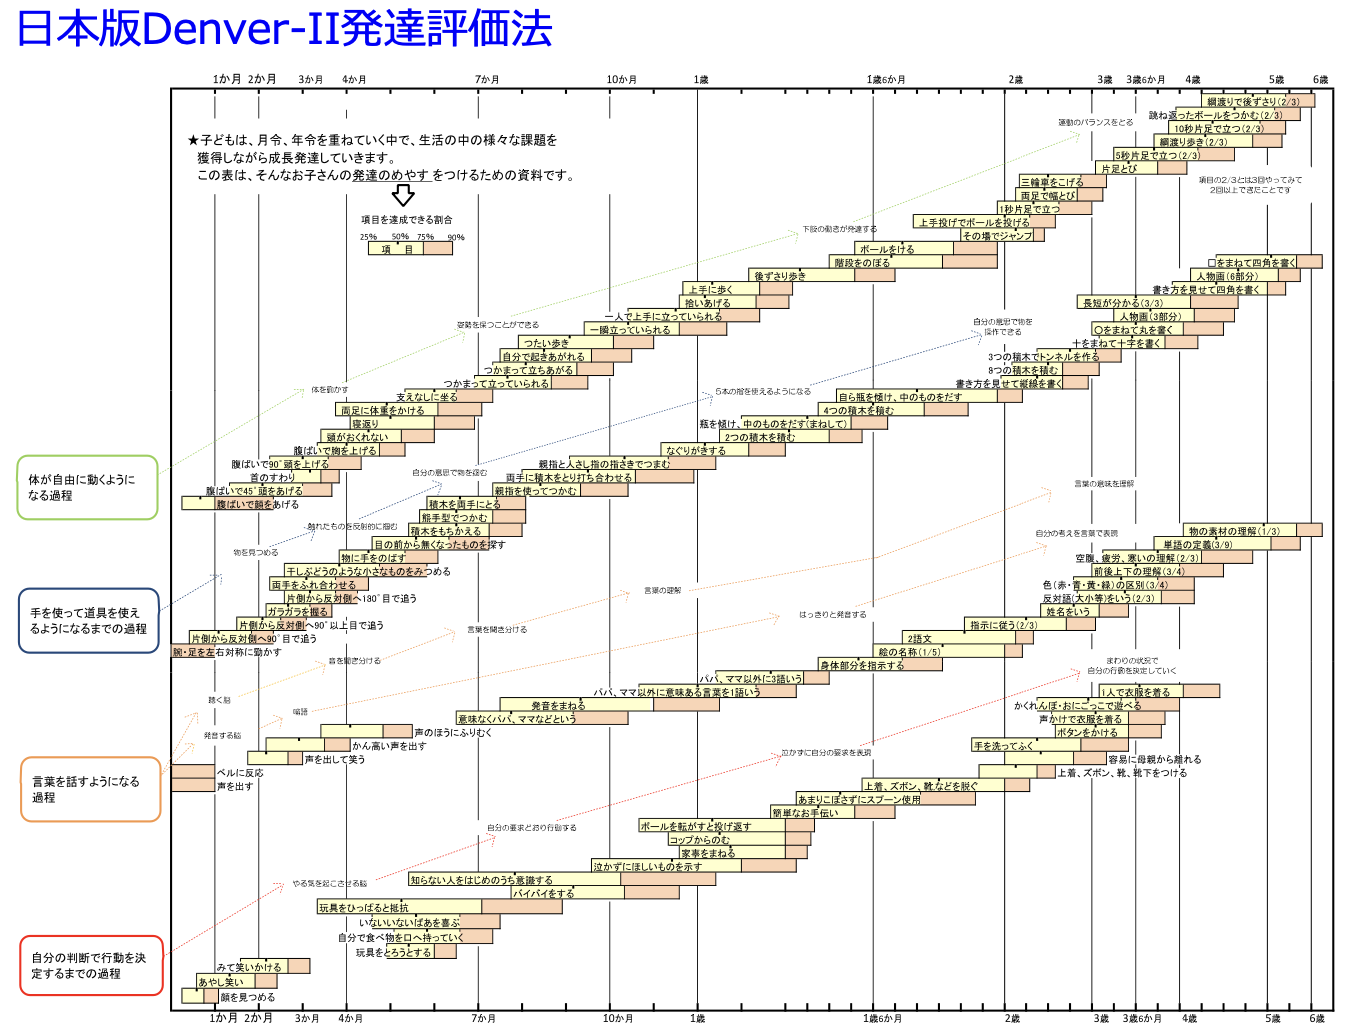 日本版Denver-II発達評価法
1か月 2か月 3か月 4か月 7か月 10か月 1歳 1歳6か月 2歳 3歳 3歳6か月 4歳 5歳 6歳
★子どもは、月令、年令を重ねていく中で、生活の中の様々な課題を
獲得しながら成長発達していきます。
この表は、そんなお子さんの発達のめやす をつけるための資料です。
項目を達成できる割合
25% 50% 75% 90%
項 目
綱渡りで後ずさり(2/3)
跳ね返ったボールをつかむ(2/3)
運動のバランスをとる
10秒片足で立つ(2/3)
綱渡り歩き(2/3)
5秒片足で立つ(2/3)
片足とび
項目の2/3とは3回やってみて
2回以上できたことです
三輪車をこげる
両足で幅とび
1秒片足で立つ
上手投げでボールを投げる
下肢の動きが発達する
その場でジャンプ
ボールをける
階段をのぼる
後ずさり歩き
上手に歩く
拾いあげる
一人で上手に立っていられる
姿勢を保つことができる
一瞬立っていられる
つたい歩き
自分で起きあがれる
つかまって立ちあがる
つかまって立っていられる
体を動かす
支えなしに坐る
両足に体重をかける
寝返り
頭がおくれない
腹ばいで胸を上げる
腹ばいで90°頭を上げる
首のすわり
腹ばいで45°頭をあげる
腹ばいで顔をあげる
体が自由に動くように
なる過程
□をまねて四角を書く
人物画(6部分)
書き方を見せて四角を書く
長短が分かる(3/3)
人物画(3部分)
自分の意思で物を
操作できる
○をまねて丸を書く
十をまねて十字を書く
3つの積木でトンネルを作る
8つの積木を積む
書き方を見せて縦線を書く
5本の指を使えるようになる
自ら瓶を傾け、中のものをだす
4つの積木を積む
瓶を傾け、中のものをだす(まねして)
2つの積木を積む
なぐりがきする
親指と人さし指の指さきでつまむ
自分の意思で物を掴む
両手に積木をとり打ち合わせる
親指を使ってつかむ
積木を両手にとる
熊手型でつかむ
触れたものを反射的に掴む
積木をもちかえる
目の前から無くなったものを探す
物を見つめる
物に手をのばす
干しぶどうのような小さなものをみつめる
両手をふれ合わせる
片側から反対側へ180°目で追う
ガラガラを握る
片側から反対側へ90°以上目で追う
片側から反対側へ90°目で追う
腕・足を左右対称に動かす
手を使って道具を使え
るようになるまでの過程
言葉の意味を理解
物の素材の理解(1/3)
自分の考えを言葉で表現
単語の定義(3/9)
空腹、疲労、寒いの理解(2/3)
前後上下の理解(3/4)
色(赤・青・黄・緑)の区別(3/4)
言葉の理解
反対語(大小等)をいう(2/3)
姓名をいう
はっきりと発音する
指示に従う(2/3)
言葉を聞き分ける
2語文
絵の名称(1/5)
音を聞き分ける
身体部分を指示する
パパ、ママ以外に3語いう
パパ、ママ以外に意味ある言葉を1語いう
聴く脳
発音をまねる
喃語
意味なくパパ、ママなどという
発音する脳
声のほうにふりむく
かん高い声を出す
声を出して笑う
ベルに反応
声を出す
言葉を話すようになる
過程
まわりの状況で
自分の行動を決定していく
1人で衣服を着る
かくれんぼ・おにごっこで遊べる
声かけで衣服を着る
ボタンをかける
手を洗ってふく
泣かずに自分の要求を表現
容易に母親から離れる
上着、ズボン、靴、靴下をつける
上着、ズボン、靴などを脱ぐ
あまりこぼさずにスプーン使用
簡単なお手伝い
自分の要求どおり行動する
ボールを転がすと投げ返す
コップからのむ
家事をまねる
泣かずにほしいものを示す
やる気を起こさせる脳
知らない人をはじめのうち意識する
バイバイをする
玩具をひっぱると抵抗
いないいないばあを喜ぶ
自分で食べ物を口へ持っていく
玩具をとろうとする
みて笑いかける
あやし笑い
顔を見つめる
自分の判断で行動を決
定するまでの過程
1か月 2か月 3か月 4か月 7か月 10か月 1歳 1歳6か月 2歳 3歳 3歳6か月 4歳 5歳 6歳